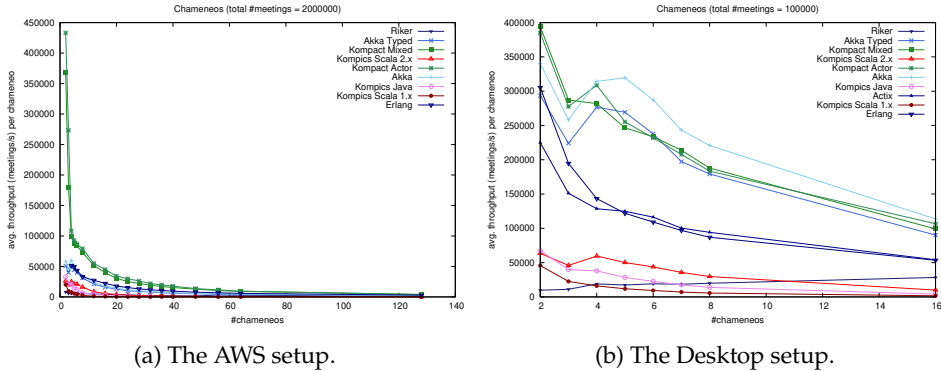 Chameneos (total #meetings = 2000000)
avg. throughput (meetings/s) per chameneo
450000
400000
350000
300000
250000
200000
150000
100000
50000
0
0 20 40 60 80 100 120 140
#chameneos
Riker
Akka Typed
Kompact Mixed
Kompics Scala 2.x
Kompact Actor
Akka
Kompics Java
Kompics Scala 1.x
Erlang
(a) The AWS setup.
Chameneos (total #meetings = 100000)
avg. throughput (meetings/s) per chameneo
400000
350000
300000
250000
200000
150000
100000
50000
0
2 4 6 8 10 12 14 16
#chameneos
Riker
Akka Typed
Kompact Mixed
Kompics Scala 2.x
Kompact Actor
Akka
Kompics Java
Actix
Kompics Scala 1.x
Erlang
(b) The Desktop setup.